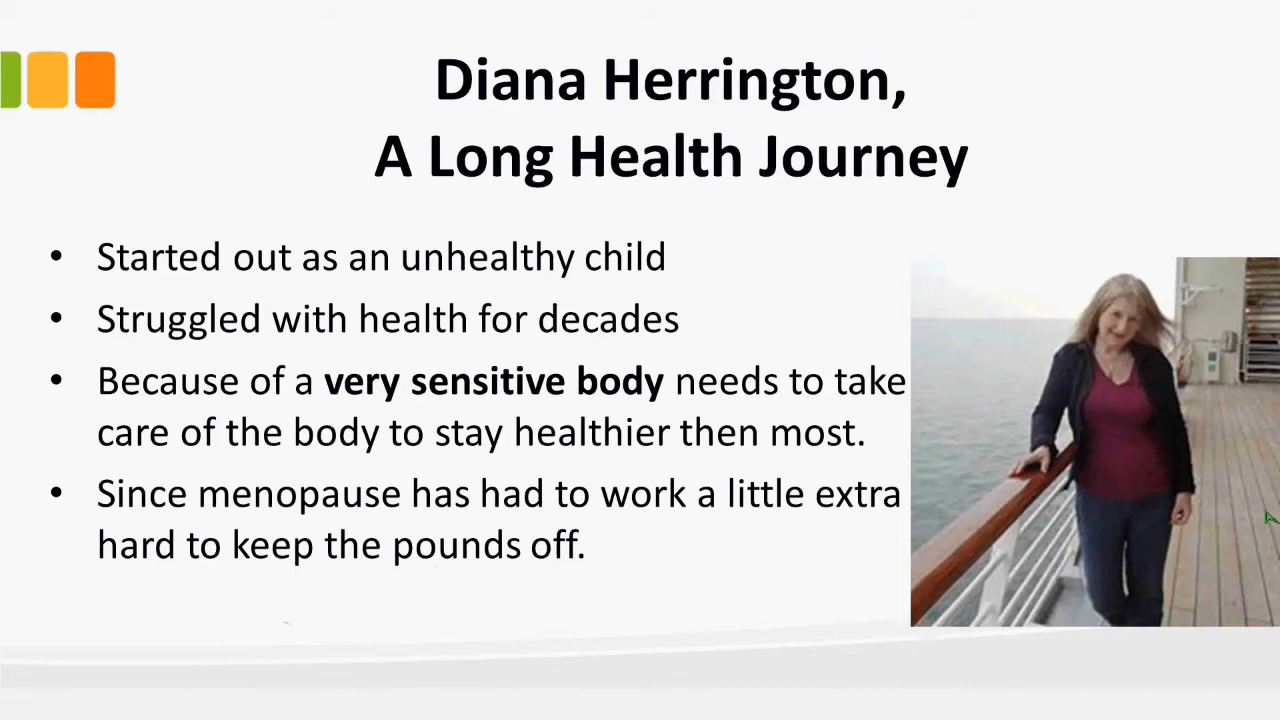 Diana Herrington,
A Long Health Journey
• Started out as an unhealthy child
• Struggled with health for decades
• Because of a very sensitive body needs to take
care of the body to stay healthier then most.
• Since menopause has had to work a little extra
hard to keep the pounds off.